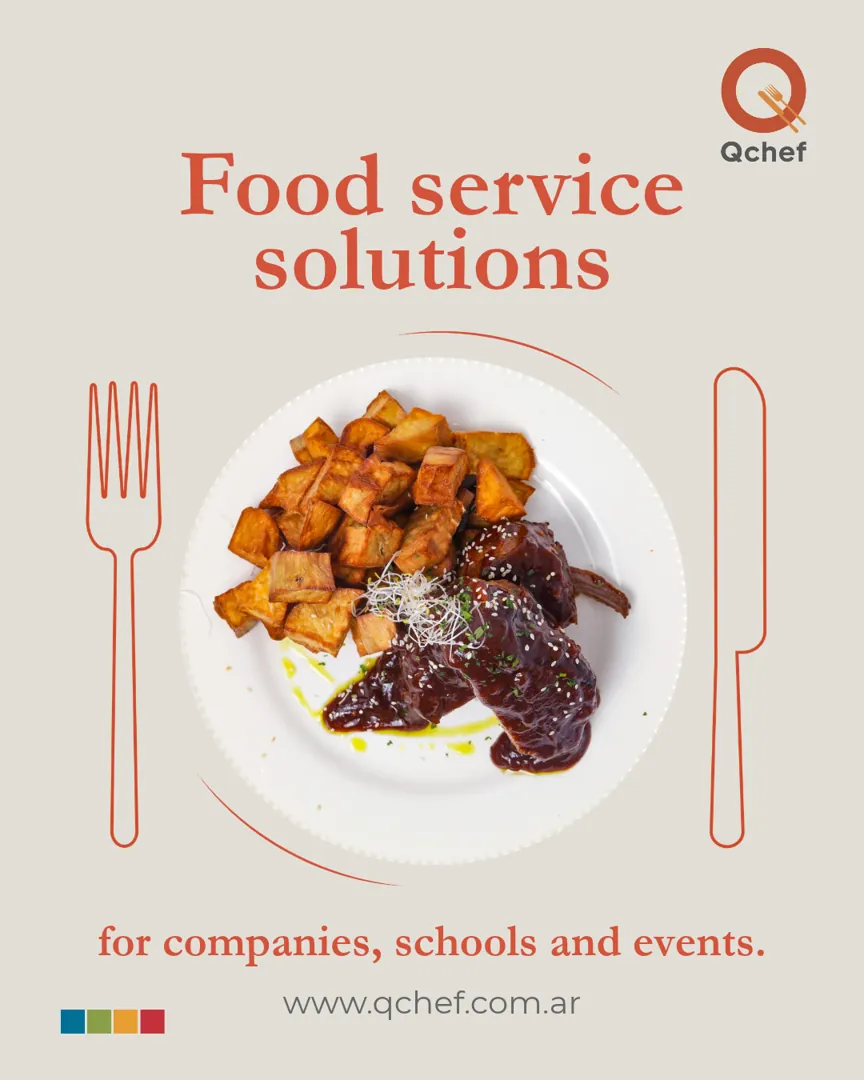 Qchef
Food service
solutions
for companies, schools and events.
www.qchef.com.ar